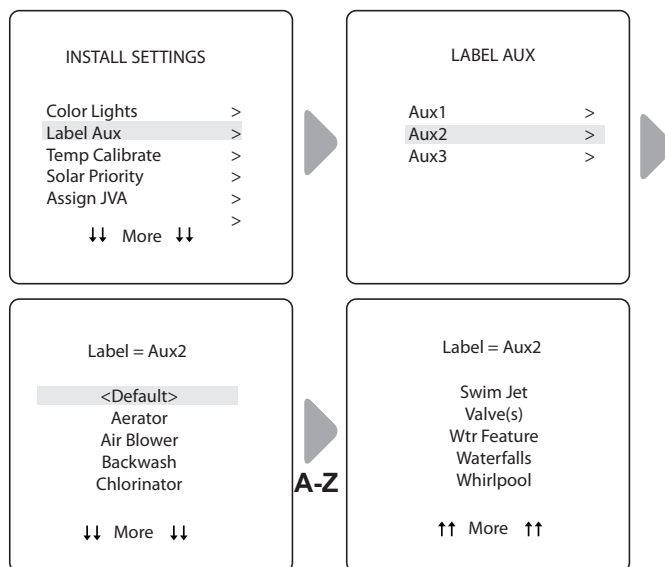 INSTALL SETTINGS
Color Lights >
Label Aux >
Temp Calibrate >
Solar Priority >
Assign JVA >
>
↓↓ More ↓↓
LABEL AUX
Aux1 >
Aux2 >
Aux3 >
Label = Aux2
<Default>
Aerator
Air Blower
Backwash
Chlorinator
↓↓ More ↓↓
A-Z
Label = Aux2
Swim Jet
Valve(s)
Wtr Feature
Waterfalls
Whirlpool
↑↑ More ↑↑